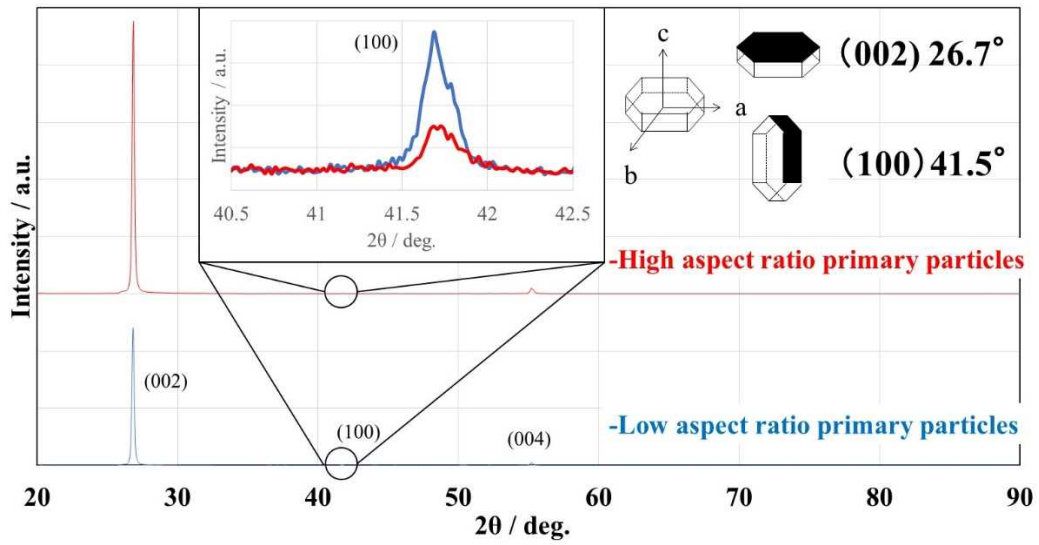 Intensity / a.u.
Intensity / a.u.
(100)
40.5 41 41.5 42 42.5
2θ / deg.
c
a
b
(002) 26.7°
(100) 41.5°
-High aspect ratio primary particles
(002)
(100)
(004)
-Low aspect ratio primary particles
20 30 40 50 60 70 80 90
2θ / deg.